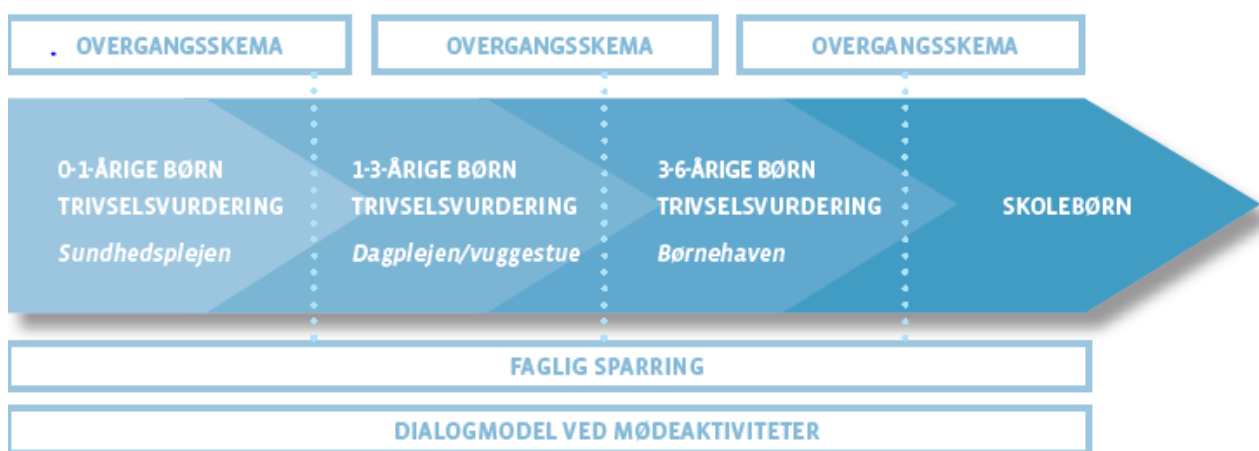 OVERGANGSSKEMA
OVERGANGSSKEMA
OVERGANGSSKEMA
0-1-ÅRIGE BØRN
TRIVSELSVURDERING
Sundhedsplejen
1-3-ÅRIGE BØRN
TRIVSELSVURDERING
Dagplejen/vuggestue
3-6-ÅRIGE BØRN
TRIVSELSVURDERING
Børnehaven
SKOLEBØRN
FAGLIG SPARRING
DIALOGMODEL VED MØDEAKTIVITETER